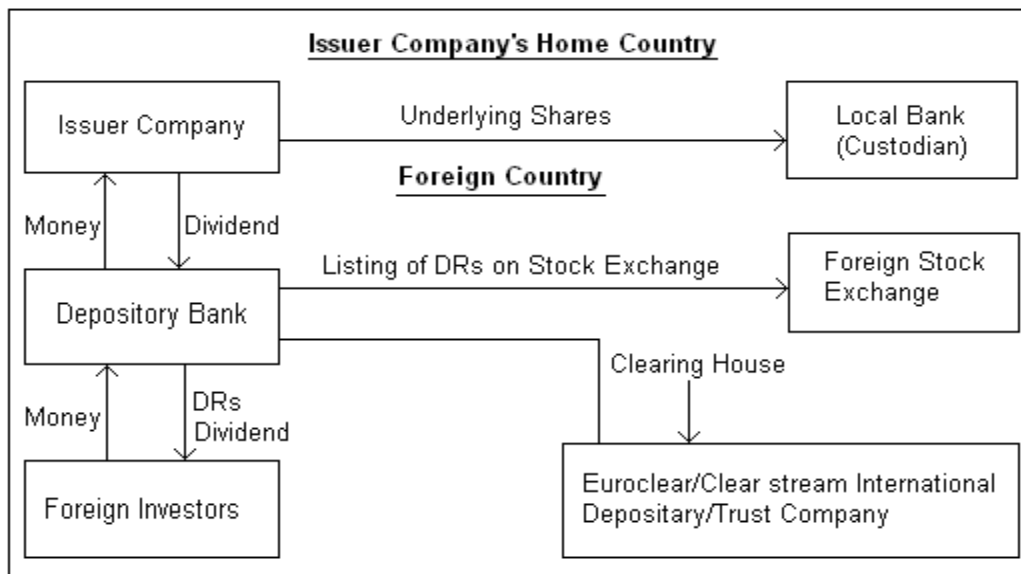 Issuer Company's Home Country
Issuer Company
Underlying Shares
Local Bank
(Custodian)
Foreign Country
Money
Dividend
Listing of DRs on Stock Exchange
Foreign Stock
Exchange
Depository Bank
Clearing House
Money
DRs
Dividend
Foreign Investors
Euroclear/Clear stream International
Depositary/Trust Company